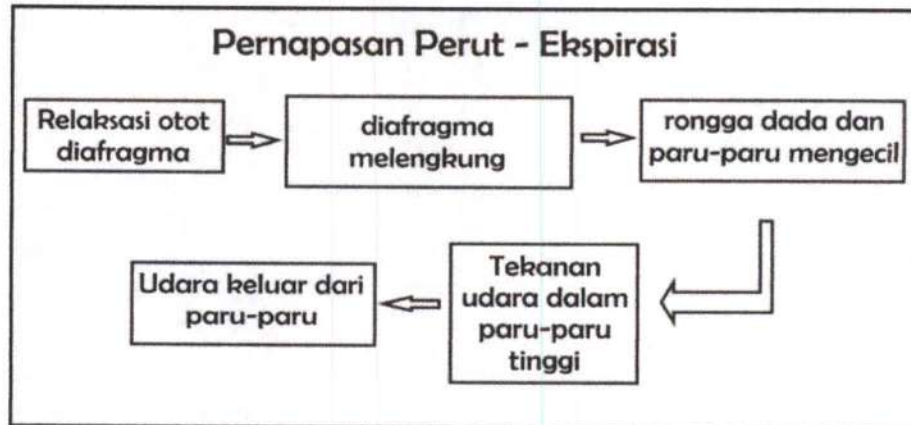 Pernapasan Perut - Ekspirasi
Relaksasi otot
diafragma
diafragma
melengkung
rongga dada dan
paru-paru mengecil
Tekanan
udara dalam
paru-paru
tinggi
Udara keluar dari
paru-paru